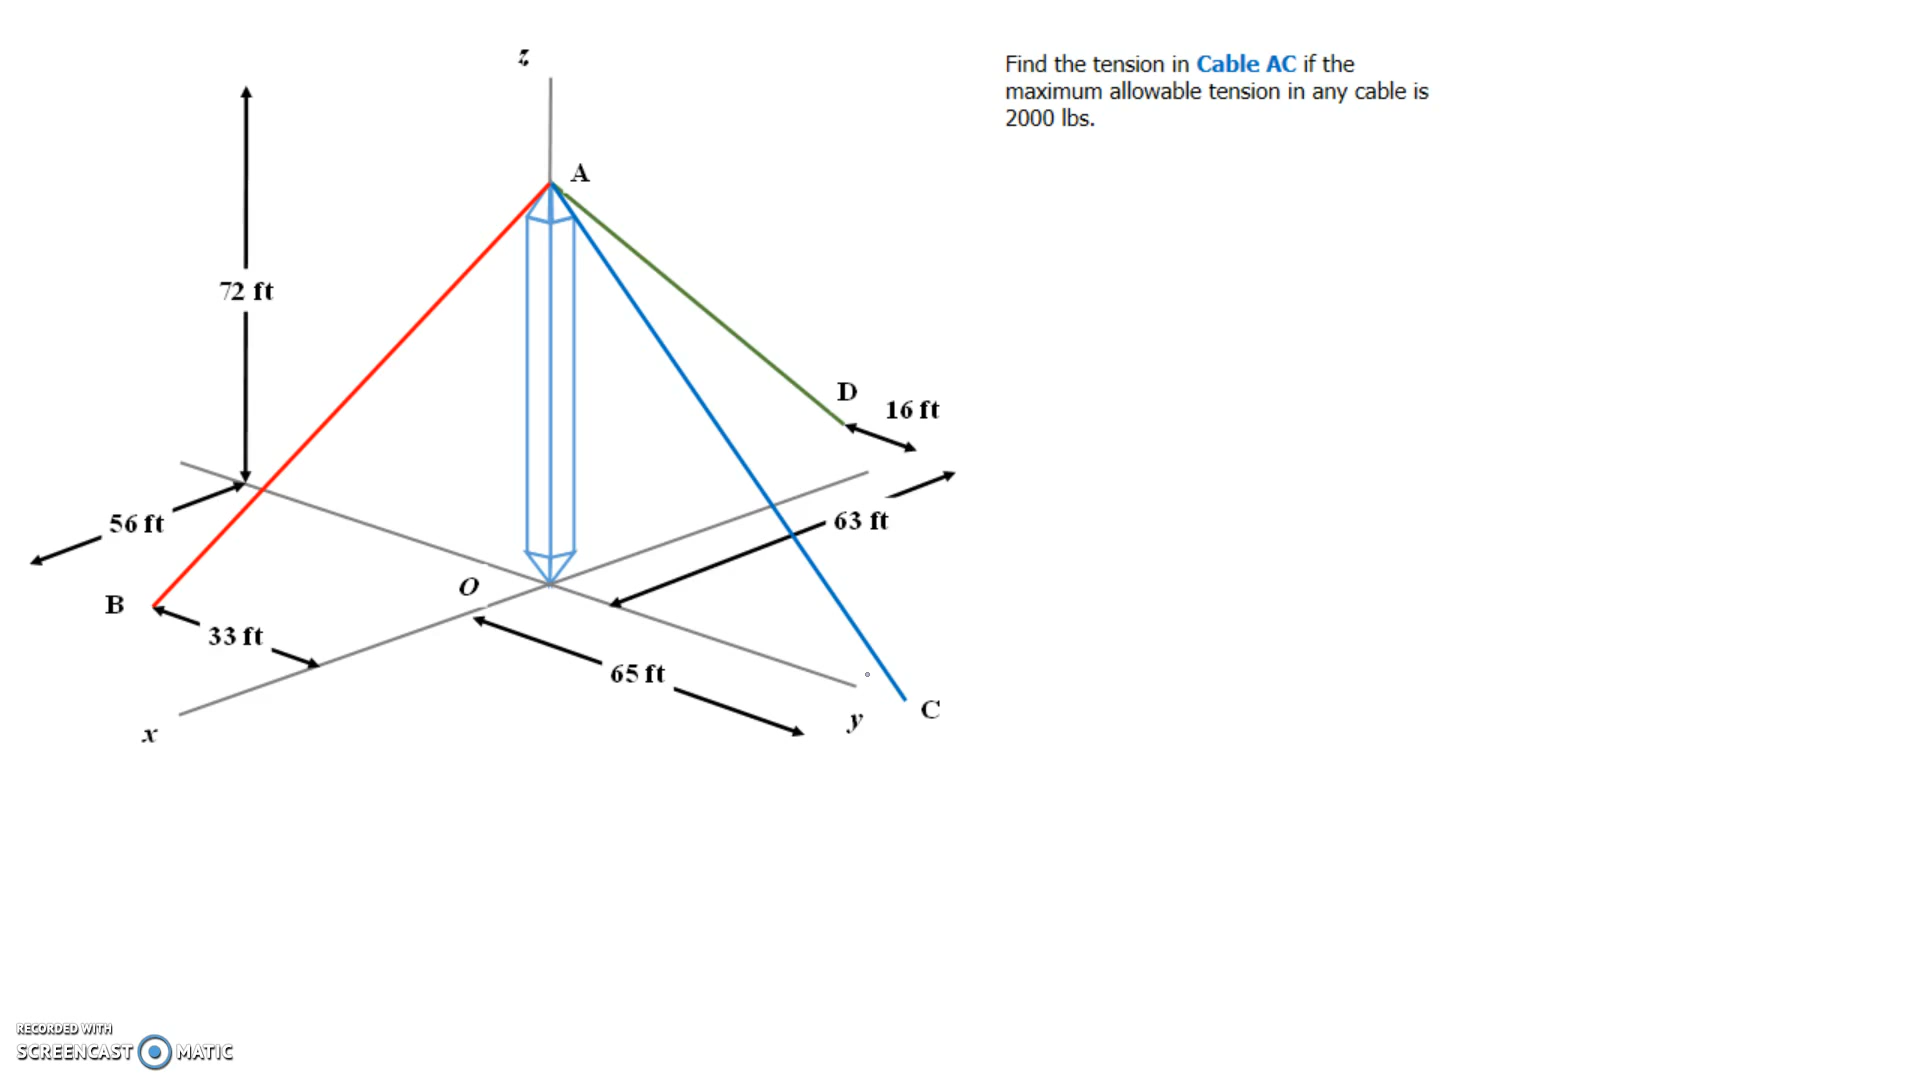 z
Find the tension in Cable AC if the
maximum allowable tension in any cable is
2000 lbs.
A
72 ft
D
16 ft
56 ft
63 ft
O
B
33 ft
65 ft
C
y
x
RECORDED WITH
SCREENCAST MATIC